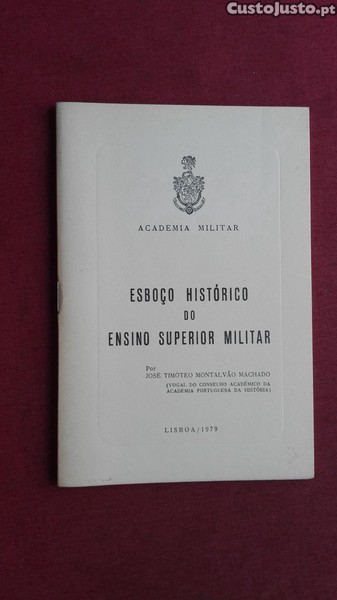 CustoJusto.pt
ACADEMIA MILITAR
ESBOÇO HISTÓRICO
DO
ENSINO SUPERIOR MILITAR
Por
JOSÉ TIMOTEO MONTALVÃO MACHADO
(VOGAL DO CONSELHO ACADÉMICO DA
ACADEMIA PORTUGUESA DA HISTÓRIA)
LISBOA/1979